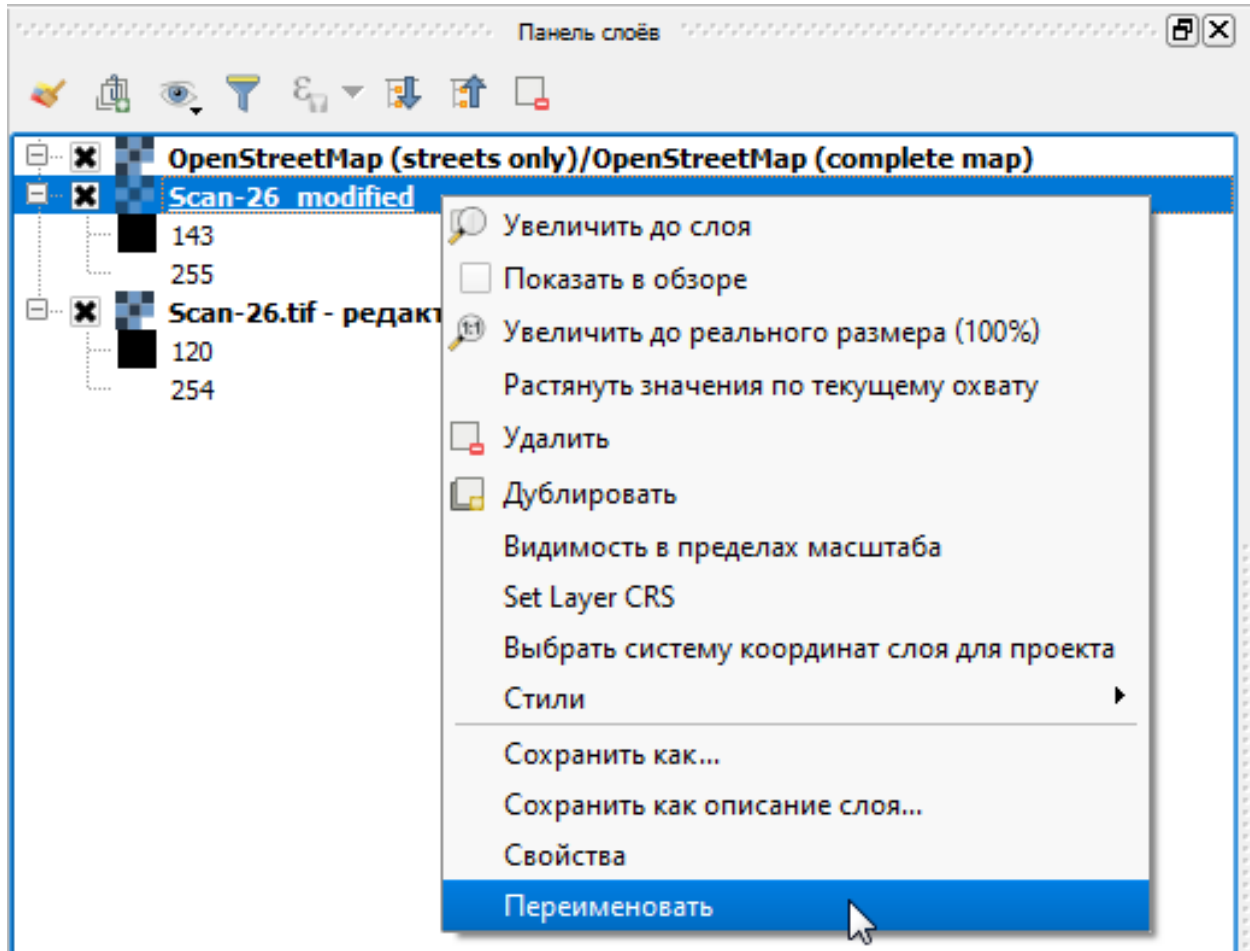 Панель слоёв
OpenStreetMap (streets only)/OpenStreetMap (complete map)
Scan-26_modified
143
255
Scan-26.tif - редакт
120
254
Увеличить до слоя
Показать в обзоре
1:1
Увеличить до реального размера (100%)
Растянуть значения по текущему охвату
Удалить
Дублировать
Видимость в пределах масштаба
Set Layer CRS
Выбрать систему координат слоя для проекта
Стили
Сохранить как...
Сохранить как описание слоя...
Свойства
Переименовать